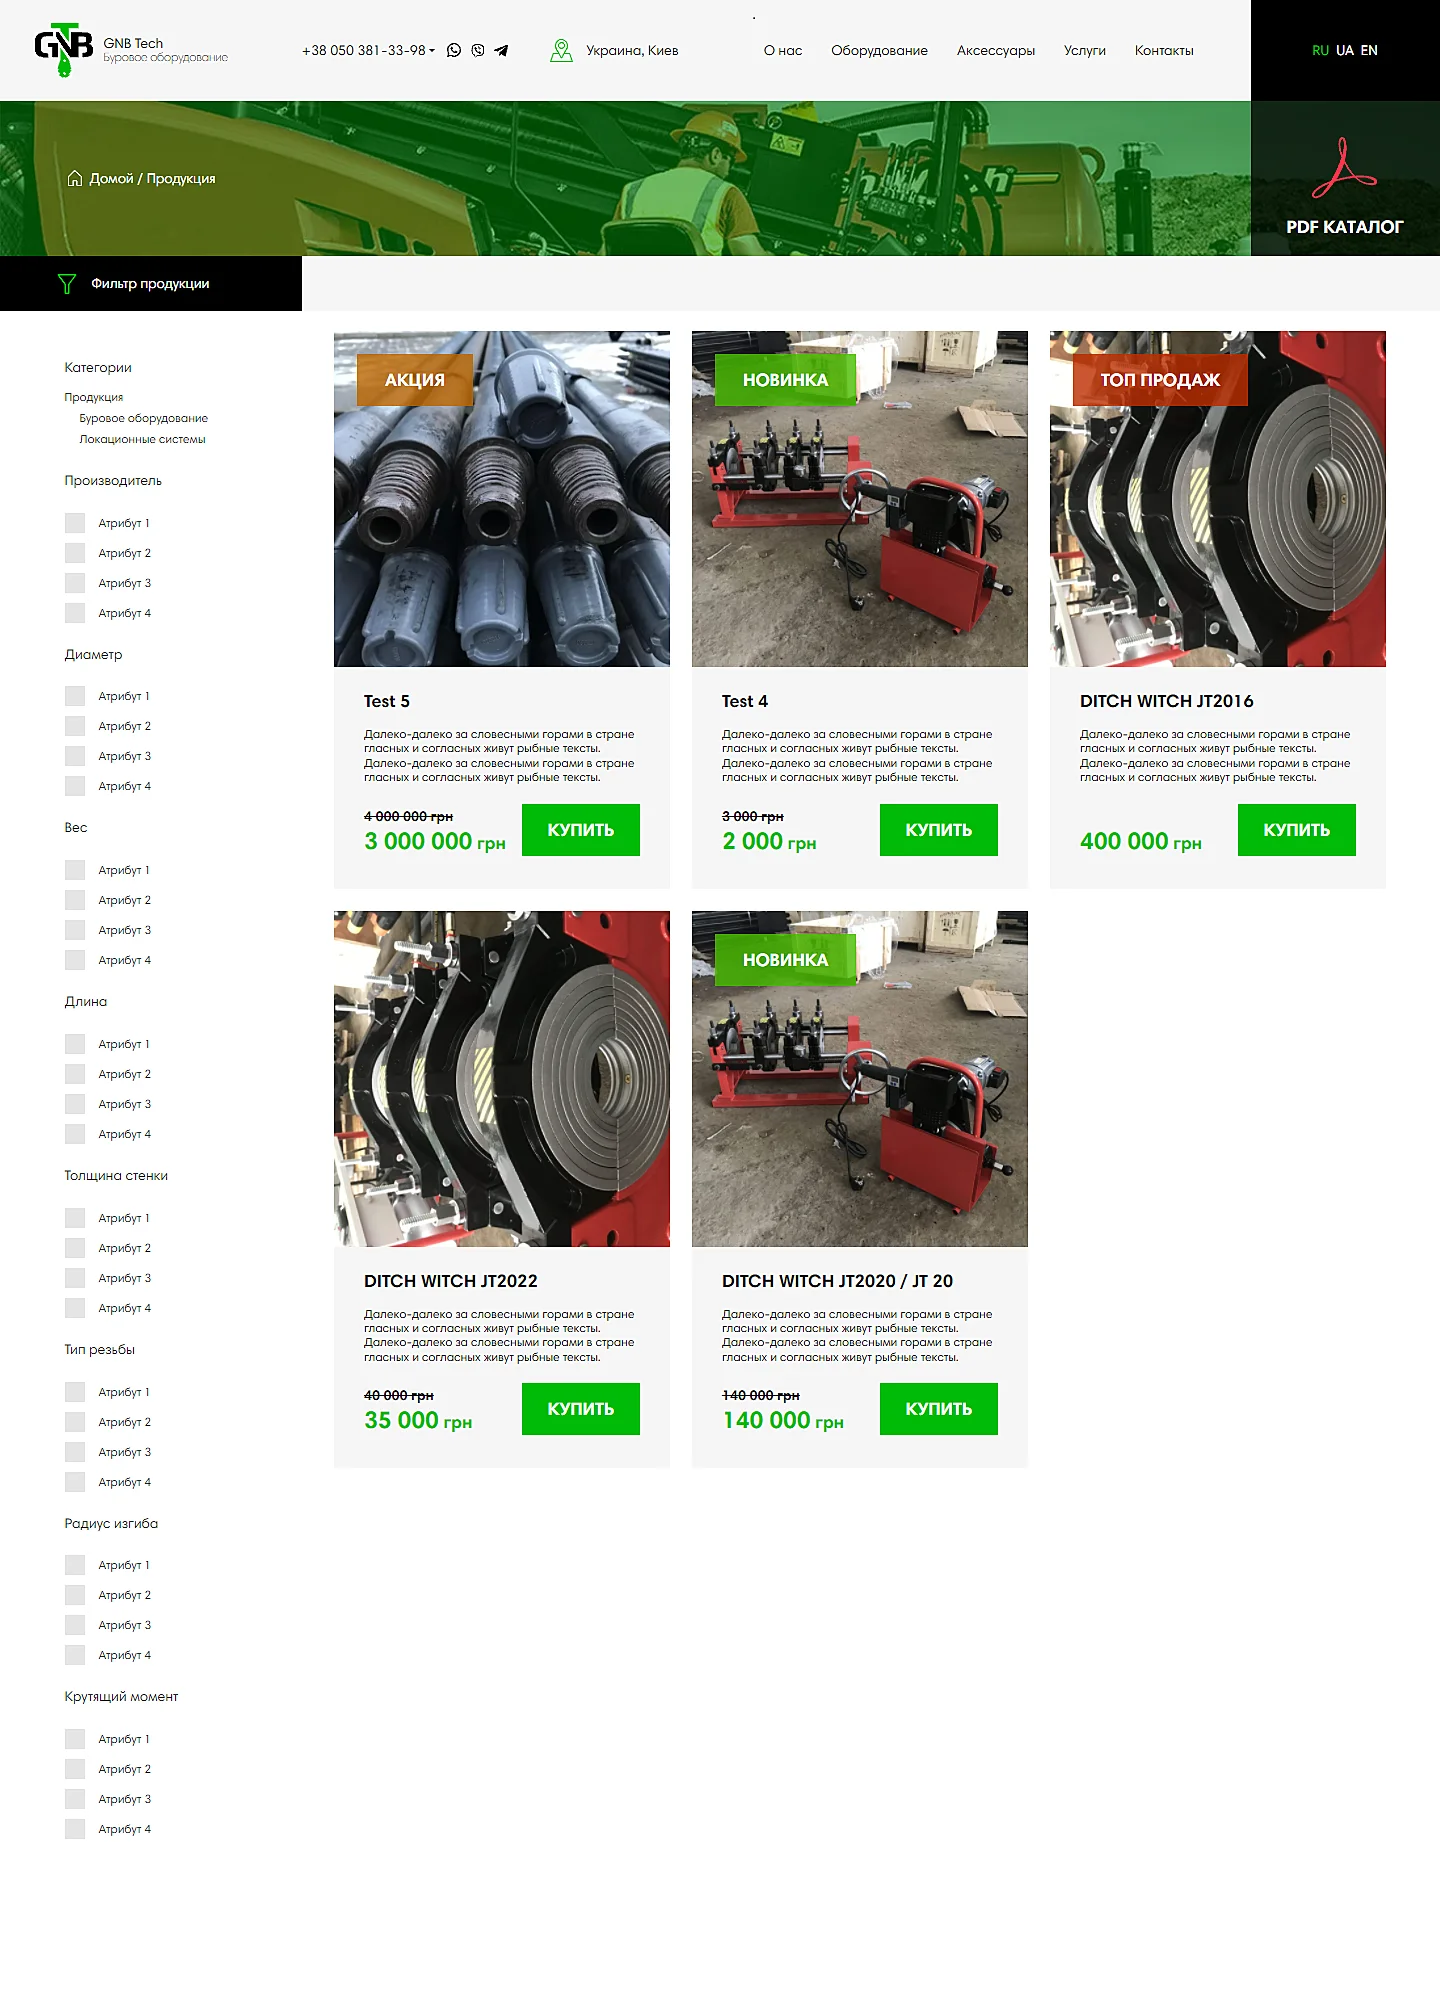 GNB
GNB Tech
Буровое оборудование
+38 050 381-33-98
Украина, Киев
О нас
Оборудование
Аксессуары
Услуги
Контакты
RU UA EN
Домой / Продукция
PDF КАТАЛОГ
Фильтр продукции
Категории
Продукция
Буровое оборудование
Локационные системы
Производитель
Атрибут 1
Атрибут 2
Атрибут 3
Атрибут 4
Диаметр
Атрибут 1
Атрибут 2
Атрибут 3
Атрибут 4
Вес
Атрибут 1
Атрибут 2
Атрибут 3
Атрибут 4
Длина
Атрибут 1
Атрибут 2
Атрибут 3
Атрибут 4
Толщина стенки
Атрибут 1
Атрибут 2
Атрибут 3
Атрибут 4
Тип резьбы
Атрибут 1
Атрибут 2
Атрибут 3
Атрибут 4
Радиус изгиба
Атрибут 1
Атрибут 2
Атрибут 3
Атрибут 4
Крутящий момент
Атрибут 1
Атрибут 2
Атрибут 3
Атрибут 4
АКЦИЯ
Test 5
Далеко-далеко за словесными горами в стране
гласных и согласных живут рыбные тексты.
Далеко-далеко за словесными горами в стране
гласных и согласных живут рыбные тексты.
4 000 000 грн
3 000 000 грн
КУПИТЬ
НОВИНКА
Test 4
Далеко-далеко за словесными горами в стране
гласных и согласных живут рыбные тексты.
Далеко-далеко за словесными горами в стране
гласных и согласных живут рыбные тексты.
3 000 грн
2 000 грн
КУПИТЬ
ТОП ПРОДАЖ
DITCH WITCH JT2016
Далеко-далеко за словесными горами в стране
гласных и согласных живут рыбные тексты.
Далеко-далеко за словесными горами в стране
гласных и согласных живут рыбные тексты.
400 000 грн
КУПИТЬ
DITCH WITCH JT2022
Далеко-далеко за словесными горами в стране
гласных и согласных живут рыбные тексты.
Далеко-далеко за словесными горами в стране
гласных и согласных живут рыбные тексты.
40 000 грн
35 000 грн
КУПИТЬ
НОВИНКА
DITCH WITCH JT2020 / JT 20
Далеко-далеко за словесными горами в стране
гласных и согласных живут рыбные тексты.
Далеко-далеко за словесными горами в стране
гласных и согласных живут рыбные тексты.
140 000 грн
140 000 грн
КУПИТЬ